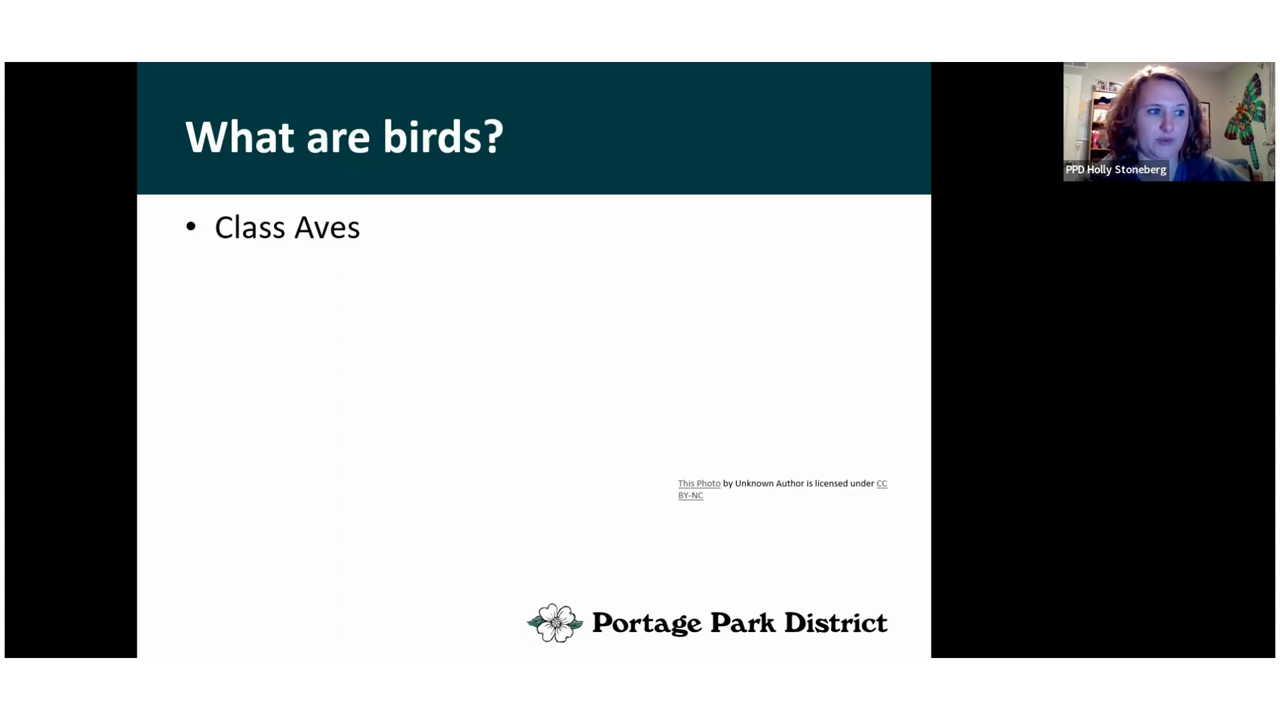 What are birds?
PPD Holly Stoneberg
• Class Aves
This Photo by Unknown Author is licensed under CC
BY-NC
Portage Park District